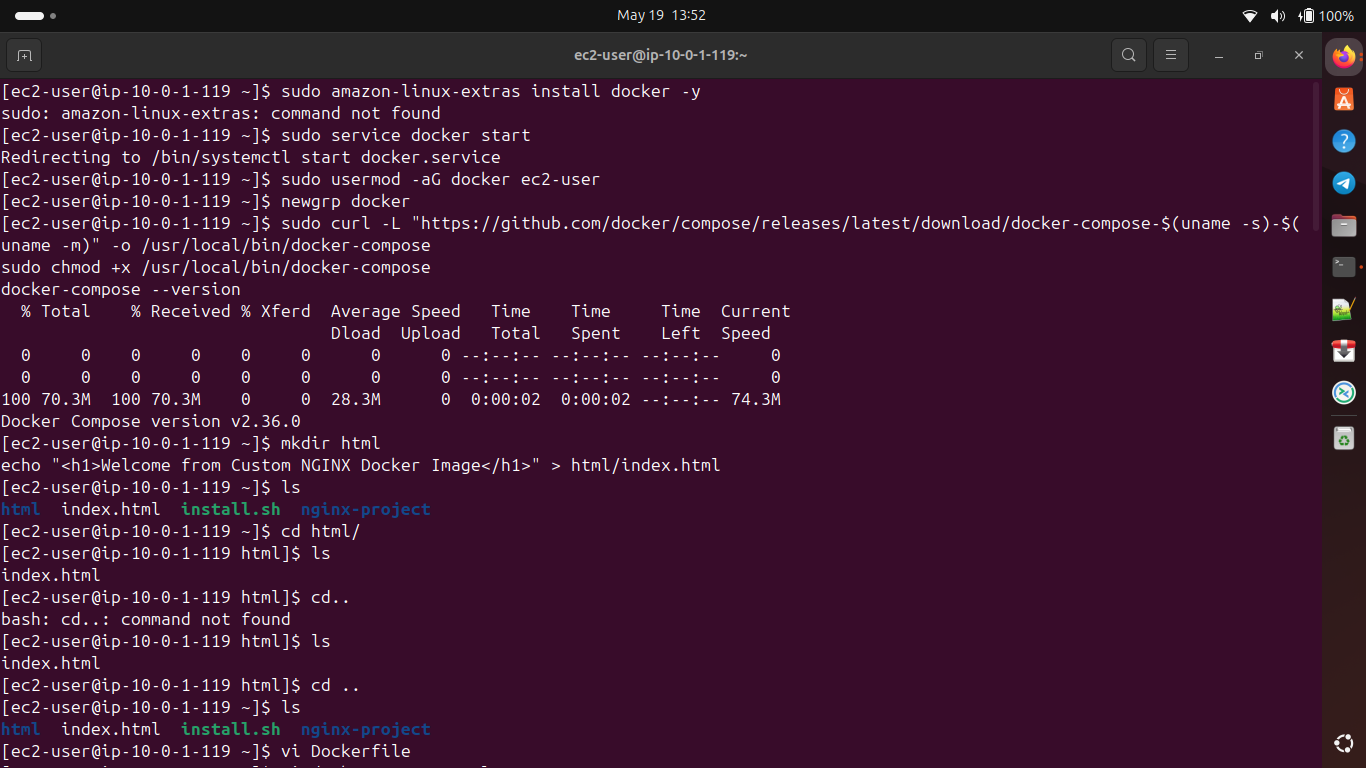 May 19 13:52
100%
ec2-user@ip-10-0-1-119:~
[ec2-user@ip-10-0-1-119 ~]$ sudo amazon-linux-extras install docker -y
sudo: amazon-linux-extras: command not found
[ec2-user@ip-10-0-1-119 ~]$ sudo service docker start
Redirecting to /bin/systemctl start docker.service
[ec2-user@ip-10-0-1-119 ~]$ sudo usermod -aG docker ec2-user
[ec2-user@ip-10-0-1-119 ~]$ newgrp docker
[ec2-user@ip-10-0-1-119 ~]$ sudo curl -L "https://github.com/docker/compose/releases/latest/download/docker-compose-$(uname -s)-$(
uname -m)" -o /usr/local/bin/docker-compose
sudo chmod +x /usr/local/bin/docker-compose
docker-compose --version
  % Total    % Received % Xferd  Average Speed   Time    Time     Time  Current
                                 Dload  Upload   Total   Spent    Left  Speed
  0     0    0     0    0     0      0      0 --:--:-- --:--:-- --:--:--     0
  0     0    0     0    0     0      0      0 --:--:-- --:--:-- --:--:--     0
100 70.3M  100 70.3M    0     0  28.3M      0  0:00:02  0:00:02 --:--:-- 74.3M
Docker Compose version v2.36.0
[ec2-user@ip-10-0-1-119 ~]$ mkdir html
echo "<h1>Welcome from Custom NGINX Docker Image</h1>" > html/index.html
[ec2-user@ip-10-0-1-119 ~]$ ls
html  index.html  install.sh  nginx-project
[ec2-user@ip-10-0-1-119 ~]$ cd html/
[ec2-user@ip-10-0-1-119 html]$ ls
index.html
[ec2-user@ip-10-0-1-119 html]$ cd..
bash: cd..: command not found
[ec2-user@ip-10-0-1-119 html]$ ls
index.html
[ec2-user@ip-10-0-1-119 html]$ cd ..
[ec2-user@ip-10-0-1-119 ~]$ ls
html  index.html  install.sh  nginx-project
[ec2-user@ip-10-0-1-119 ~]$ vi Dockerfile